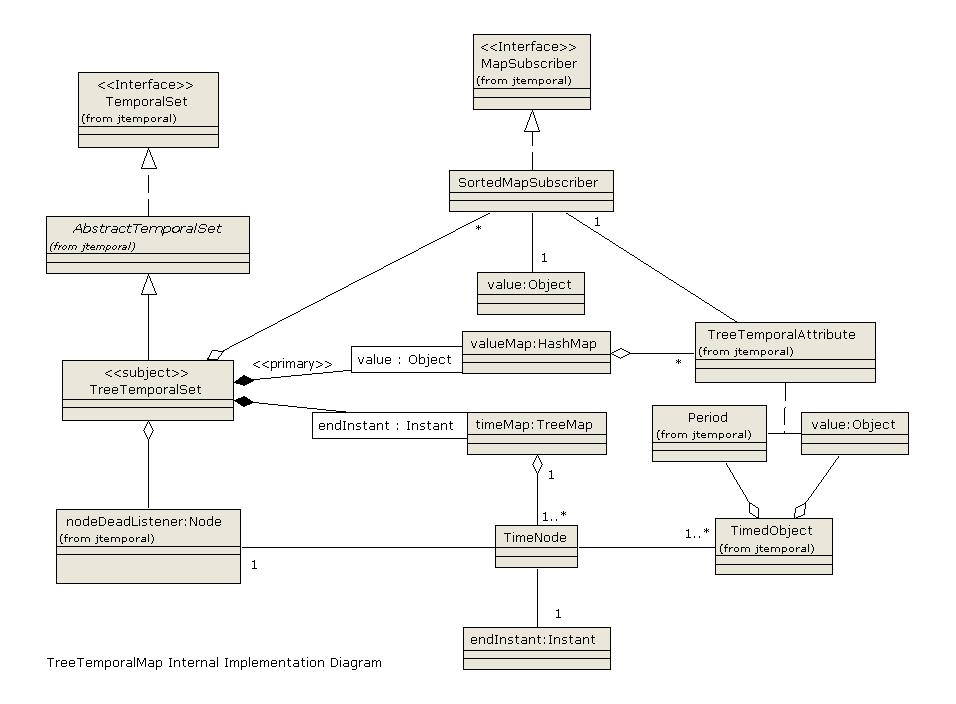 <<Interface>>
MapSubscriber
(from jtemporal)
<<Interface>>
TemporalSet
(from jtemporal)
SortedMapSubscriber
AbstractTemporalSet
(from jtemporal)
*
1
1
value:Object
TreeTemporalAttribute
(from jtemporal)
valueMap:HashMap
*
<<primary>>
value : Object
<<subject>>
TreeTemporalSet
Period
(from jtemporal)
value:Object
endInstant : Instant
timeMap:TreeMap
1
1..*
nodeDeadListener:Node
(from jtemporal)
1
TimeNode
1..*
TimedObject
(from jtemporal)
1
endInstant:Instant
TreeTemporalMap Internal Implementation Diagram